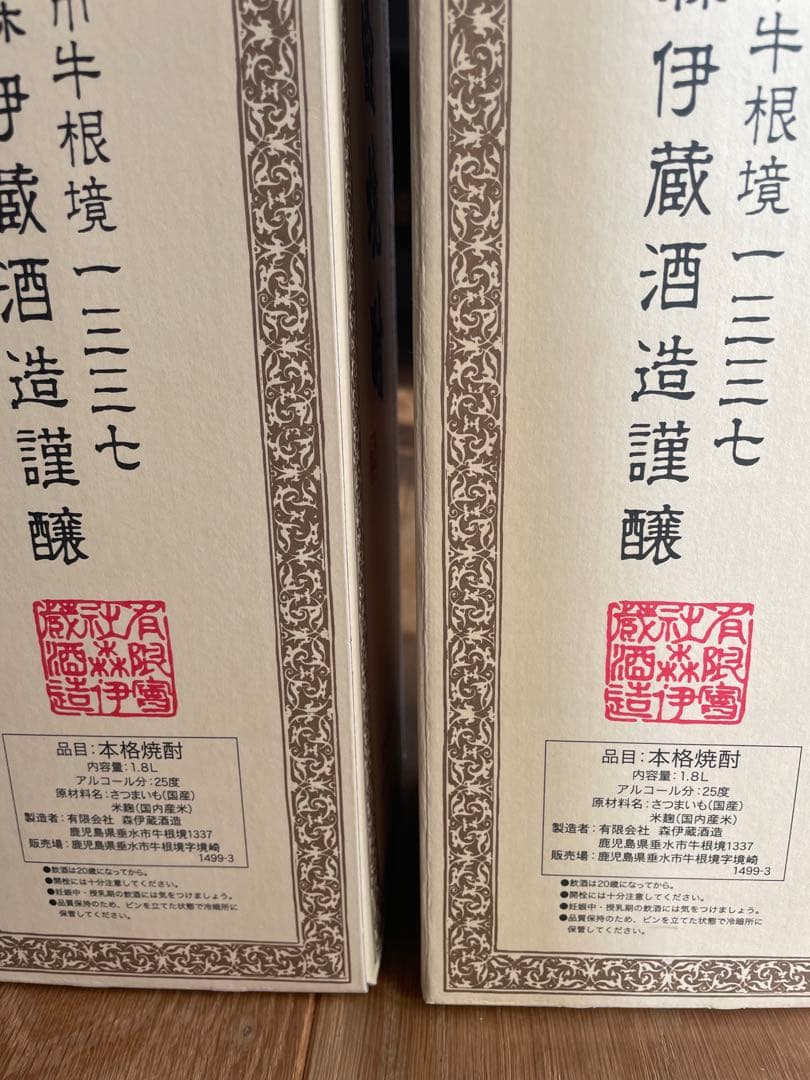 市牛根境一三三七
森伊蔵酒造謹醸
有限會
社森伊
蔵酒造
品目：本格焼酎
内容量：1.8L
アルコール分：25度
原材料名：さつまいも（国産）
米麹（国内産米）
製造者：有限会社 森伊蔵酒造
鹿児島県垂水市牛根境1337
販売場：鹿児島県垂水市牛根境字境崎
1499-3
●飲酒は20歳になってから。
●開栓には十分注意してください。
●妊娠中・授乳期の飲酒には気をつけましょう。
●品質保持のため、ビンを立てた状態で冷暗所に
保管してください。
牛根境一三三七
森伊蔵酒造謹醸
有限會
社森伊
蔵酒造
品目：本格焼酎
内容量：1.8L
アルコール分：25度
原材料名：さつまいも（国産）
米麹（国内産米）
製造者：有限会社 森伊蔵酒造
鹿児島県垂水市牛根境1337
販売場：鹿児島県垂水市牛根境字境崎
1499-3
●飲酒は20歳になってから。
●開栓には十分注意してください。
●妊娠中・授乳期の飲酒には気をつけましょう。
●品質保持のため、ビンを立てた状態で冷暗所に
保管してください。